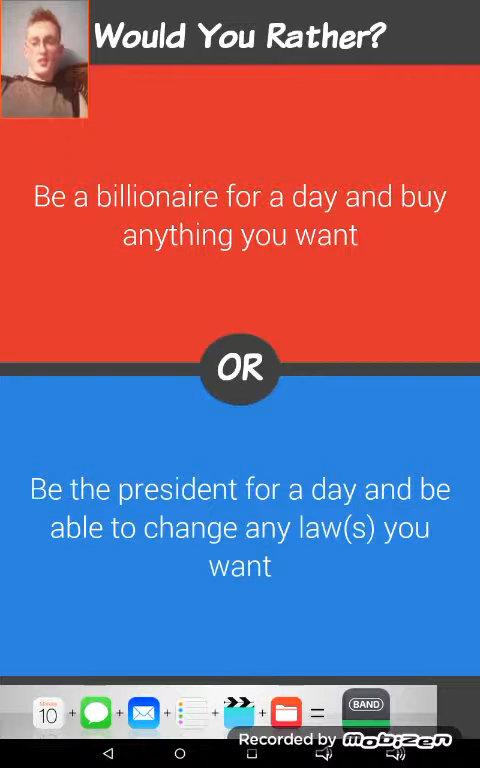 Would You Rather?
Be a billionaire for a day and buy
anything you want
OR
Be the president for a day and be
able to change any law(s) you
want
10 + + + + + = BAND
Recorded by mobizen